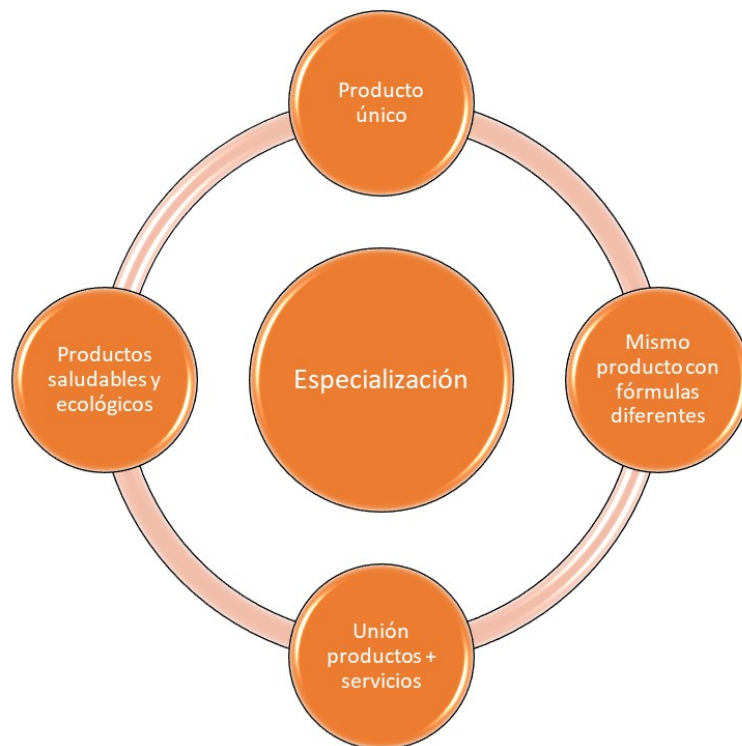 Producto
único
Productos
saludables y
ecológicos
Especialización
Mismo
producto con
fórmulas
diferentes
Unión
productos +
servicios